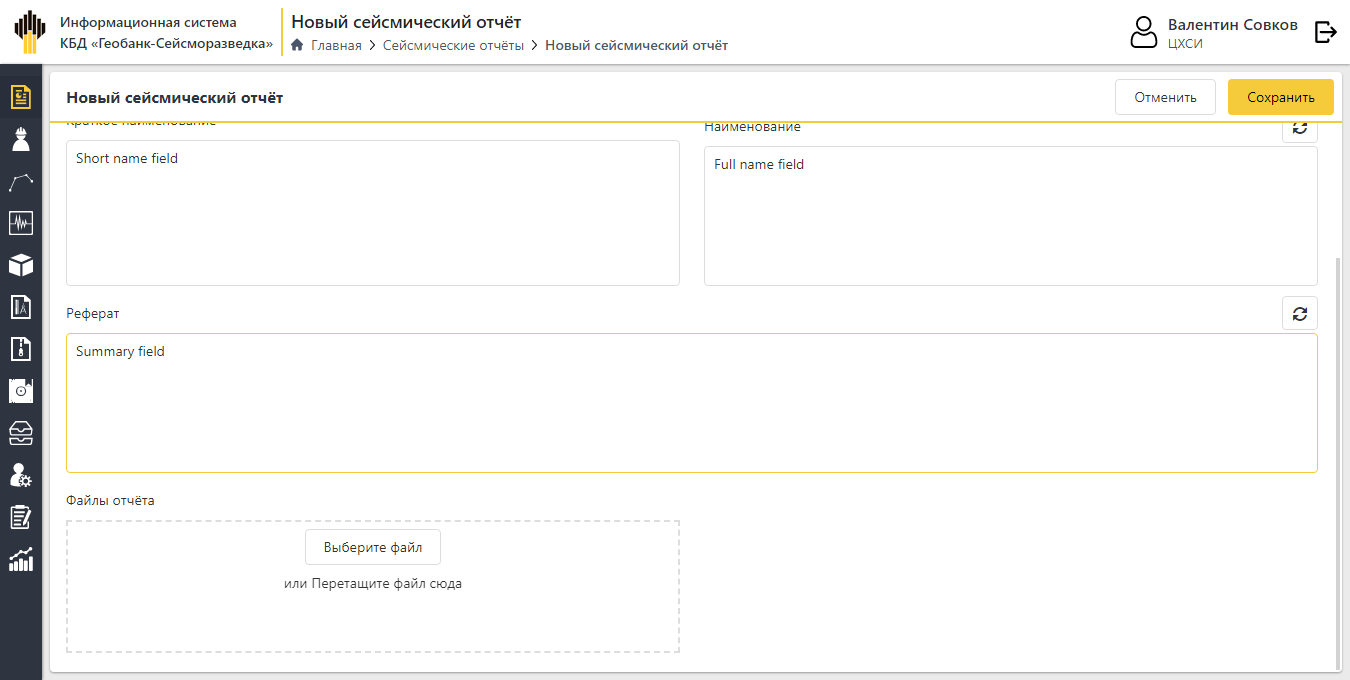 Информационная система
КБД «Геобанк-Сейсморазведка»
Новый сейсмический отчёт
Главная > Сейсмические отчёты > Новый сейсмический отчёт
Валентин Совков
ЦХСИ
Новый сейсмический отчёт
Отменить
Сохранить
Краткое наименование
Наименование
Short name field
Full name field
Реферат
Summary field
Файлы отчёта
Выберите файл
или Перетащите файл сюда